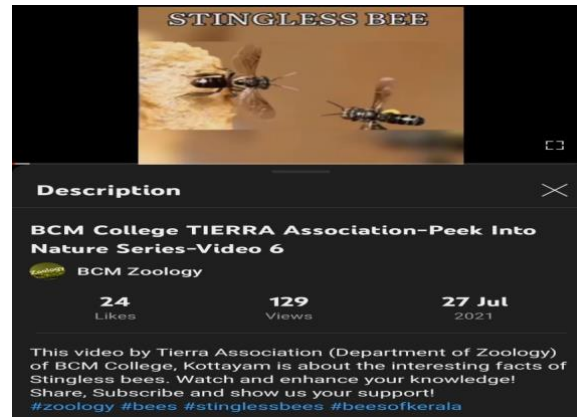 STINGLESS BEE
Description
BCM College TIERRA Association-Peek Into
Nature Series-Video 6
Zoology
BCM Zoology
24
129
27 Jul
Likes
Views
2021
This video by Tierra Association (Department of Zoology)
of BCM College, Kottayam is about the interesting facts of
Stingless bees. Watch and enhance your knowledge!
Share, Subscribe and show us your support!
#zoology #bees #stinglessbees #beesofkerala